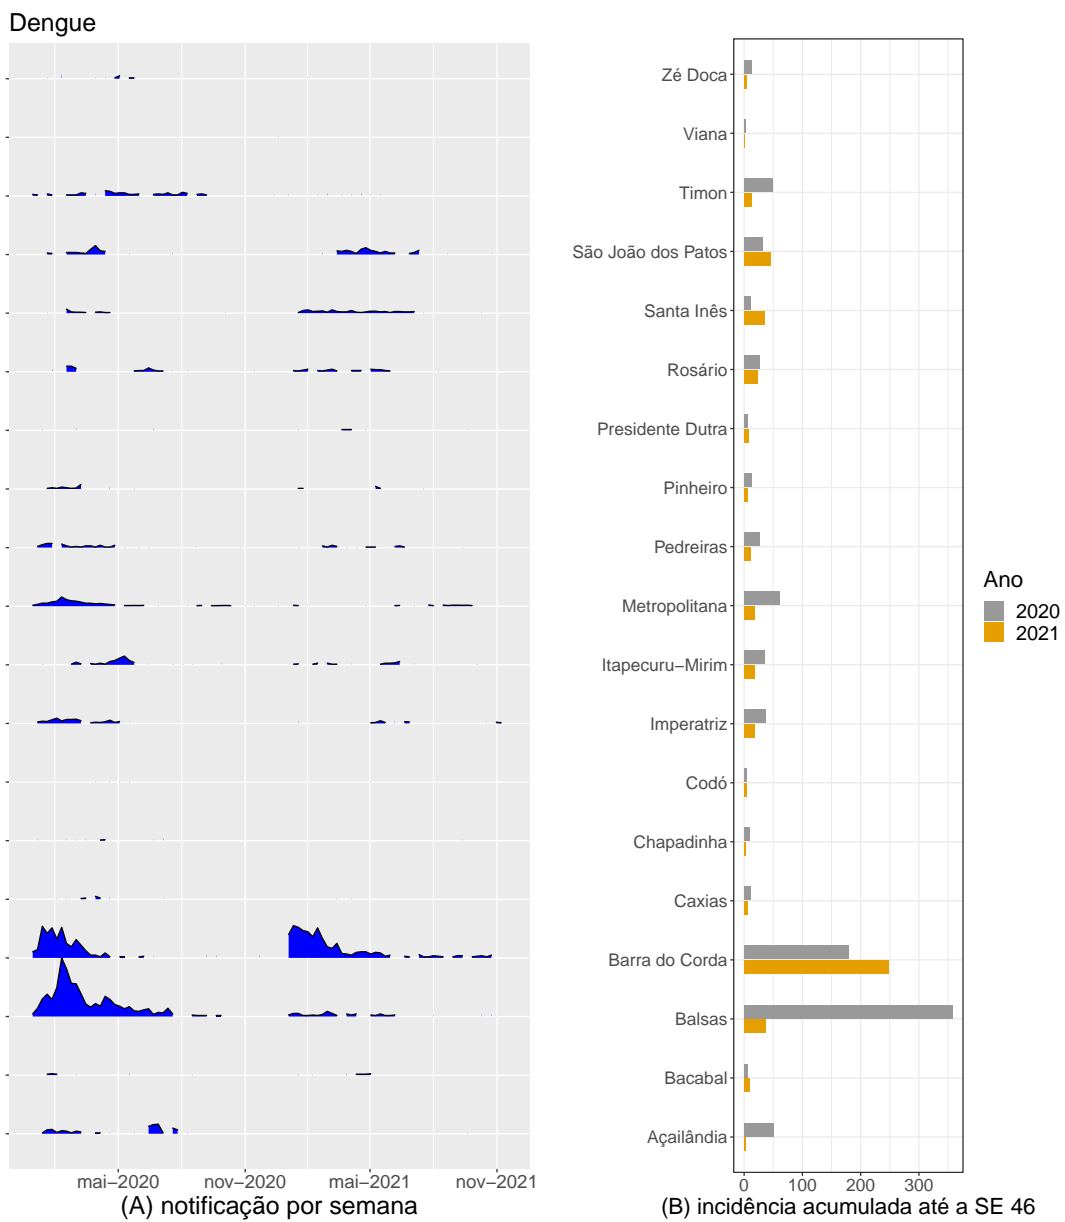 Dengue
Zé Doca
Viana
Timon
São João dos Patos
Santa Inês
Rosário
Presidente Dutra
Pinheiro
Pedreiras
Metropolitana
Itapecuru−Mirim
Imperatriz
Codó
Chapadinha
Caxias
Barra do Corda
Balsas
Bacabal
Açailândia
mai−2020 nov−2020 mai−2021 nov−2021
(A) notificação por semana
0 100 200 300
(B) incidência acumulada até a SE 46
Ano
2020
2021